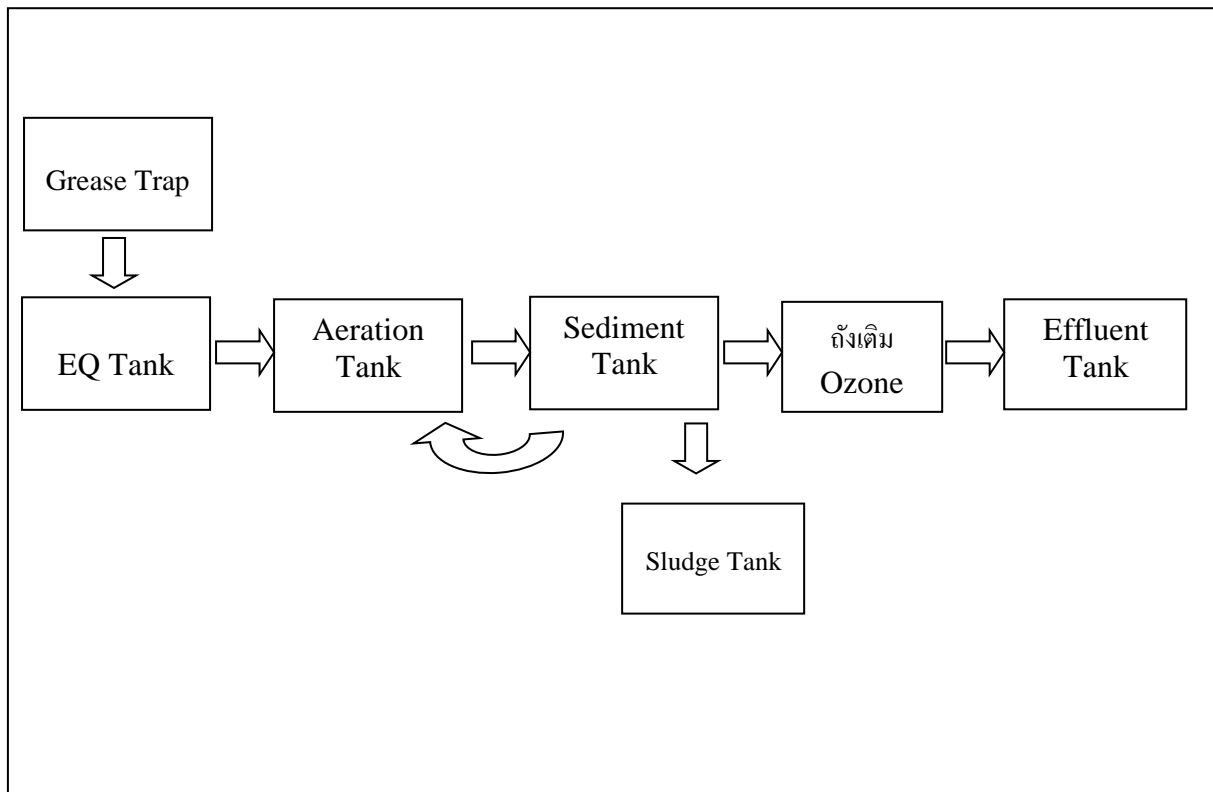 Grease Trap
EQ Tank
Aeration
Tank
Sediment
Tank
ถังเติม
Ozone
Effluent
Tank
Sludge Tank